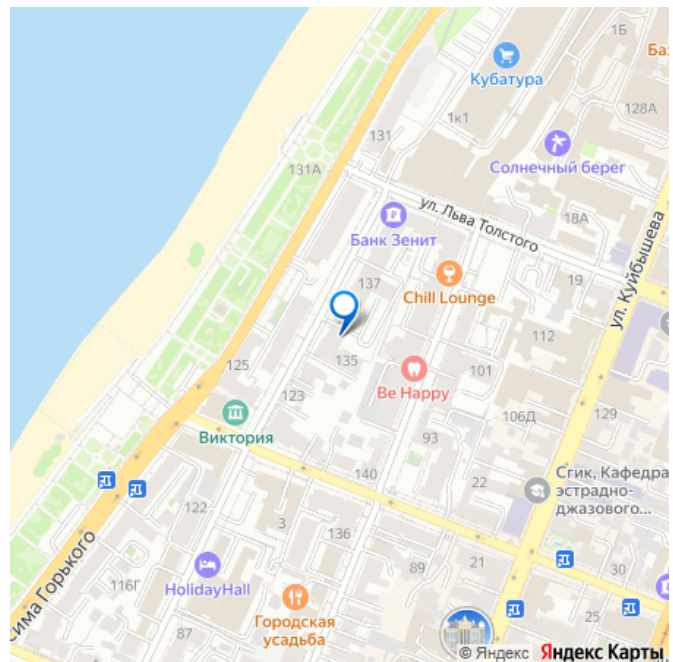 1Б
Баз
Кубатура
128А
1к1
131
Солнечный берег
131А
ул. Льва Толстого
18А
Банк Зенит
ул. Куйбышева
137
19
Chill Lounge
112
135
125
101
Be Happy
123
106Д
129
Виктория
93
140
Сгик, Кафедра
эстрадно-
джазового...
22
122
3
136
21
30
89
116Г
HolidayHall
сима Горького
25
Городская
усадьба
87
© Яндекс Яндекс Карты